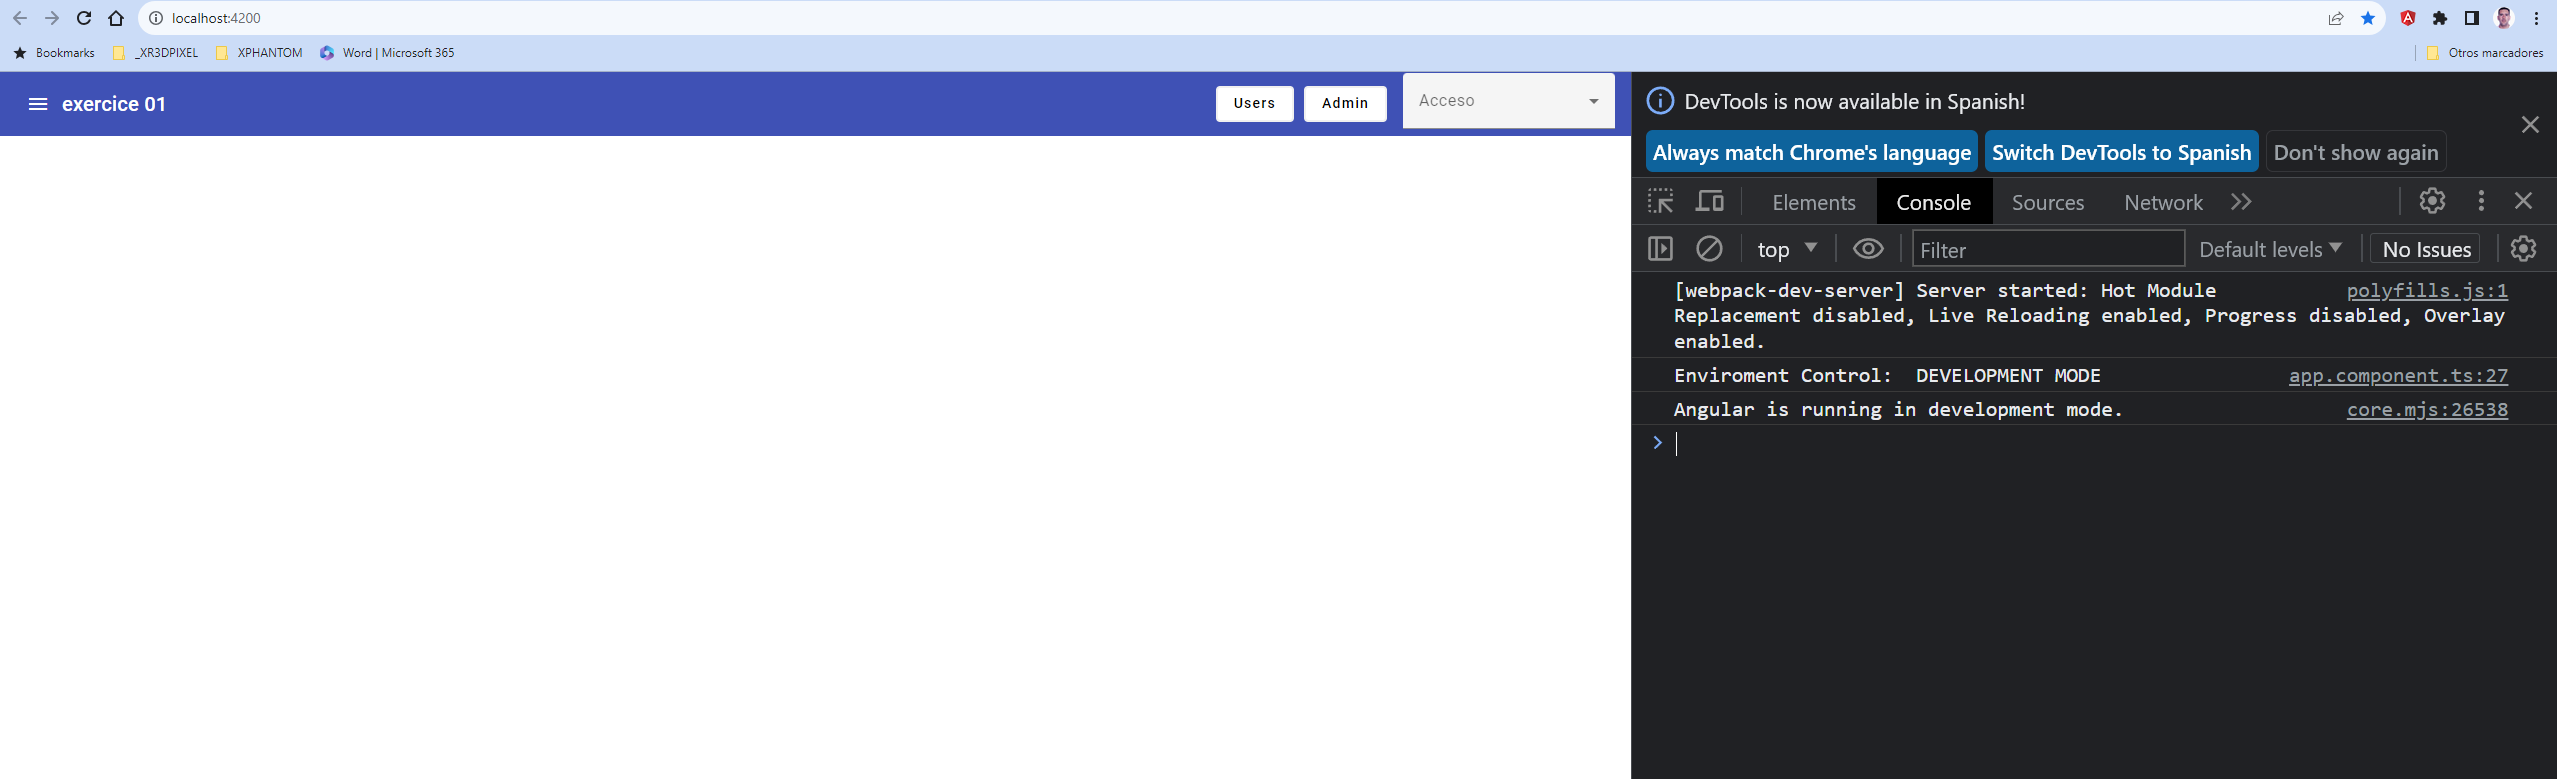 localhost:4200
Bookmarks _XR3DPIXEL XPHANTOM Word | Microsoft 365 Otros marcadores
exercice 01 Users Admin Acceso
DevTools is now available in Spanish!
Always match Chrome's language Switch DevTools to Spanish Don't show again
Elements Console Sources Network
top Filter Default levels No Issues
[webpack-dev-server] Server started: Hot Module polyfills.js:1
Replacement disabled, Live Reloading enabled, Progress disabled, Overlay
enabled.
Enviroment Control:  DEVELOPMENT MODE app.component.ts:27
Angular is running in development mode. core.mjs:26538